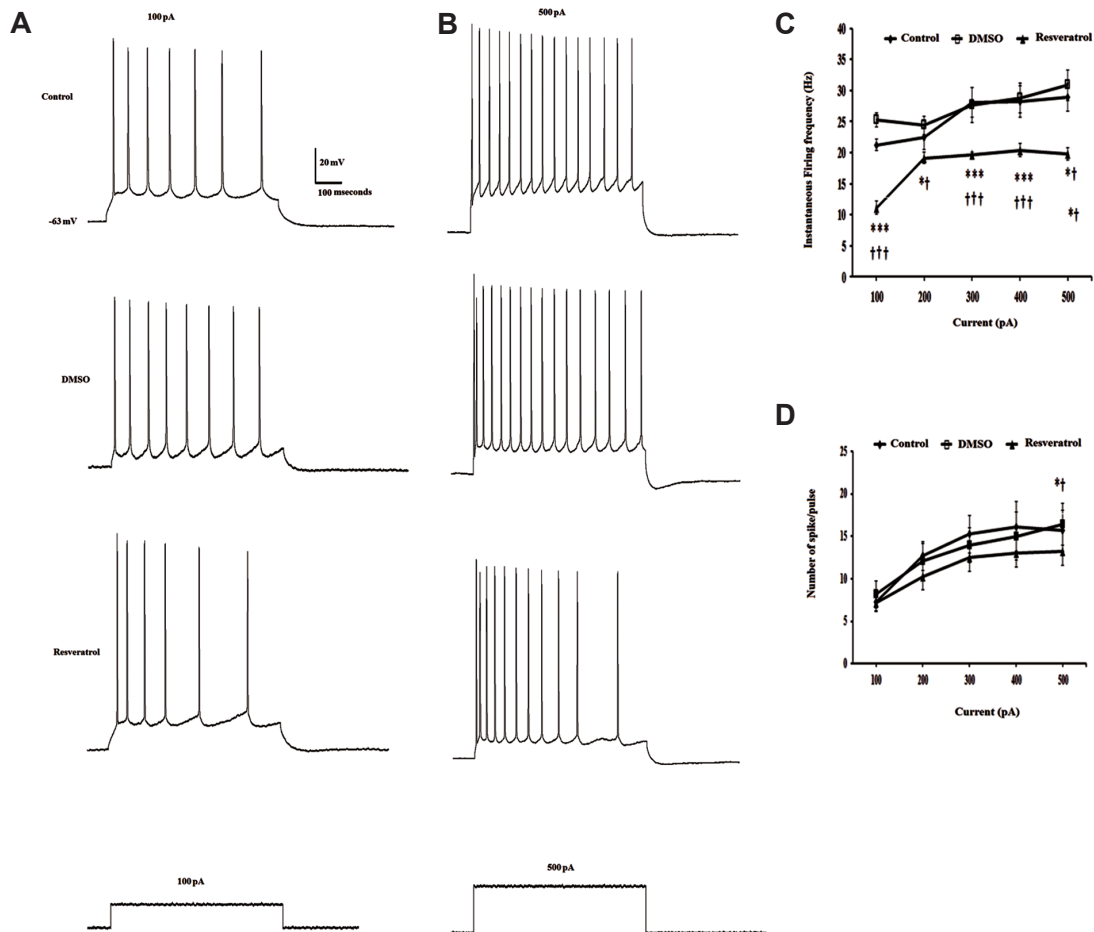 A
100 pA
Control
20 mV
100 mseconds
-63 mV
DMSO
Resveratrol
100 pA
B
500 pA
500 pA
C
Control DMSO Resveratrol
Instantaneous Firing frequency (Hz)
40
35
30
25
20
15
10
5
0
***
†††
*†
***
†††
***
†††
*†
*†
100 200 300 400 500
Current (pA)
D
Control DMSO Resveratrol
Number of spike/pulse
25
20
15
10
5
0
*†
100 200 300 400 500
Current (pA)